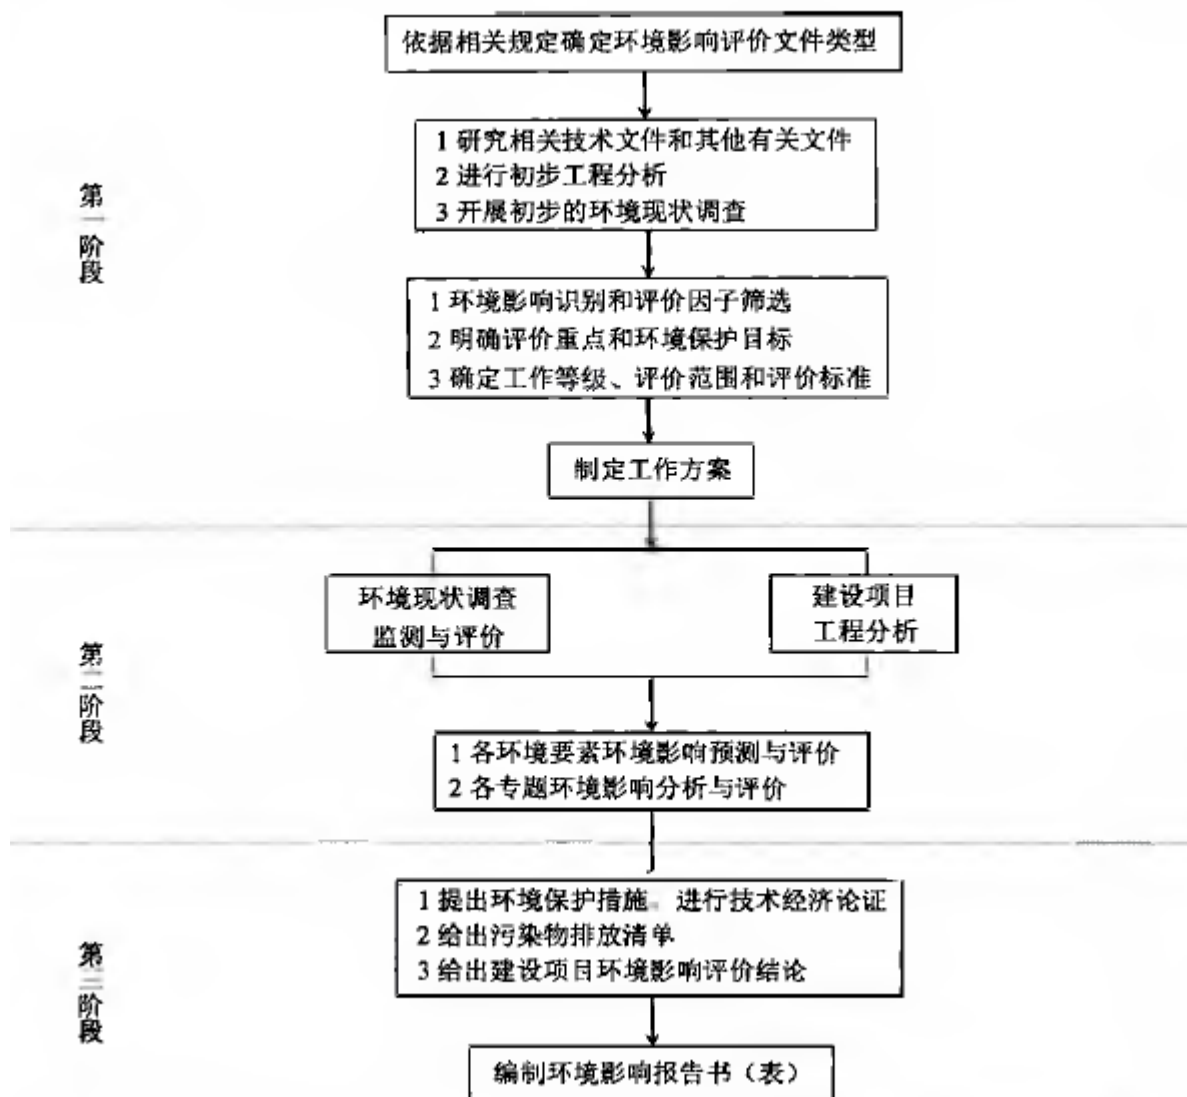 依据相关规定确定环境影响评价文件类型
1 研究相关技术文件和其他有关文件
2 进行初步工程分析
3 开展初步的环境现状调查
第一阶段
1 环境影响识别和评价因子筛选
2 明确评价重点和环境保护目标
3 确定工作等级、评价范围和评价标准
制定工作方案
环境现状调查
监测与评价
建设项目
工程分析
第二阶段
1 各环境要素环境影响预测与评价
2 各专题环境影响分析与评价
1 提出环境保护措施、进行技术经济论证
2 给出污染物排放清单
3 给出建设项目环境影响评价结论
第三阶段
编制环境影响报告书（表）